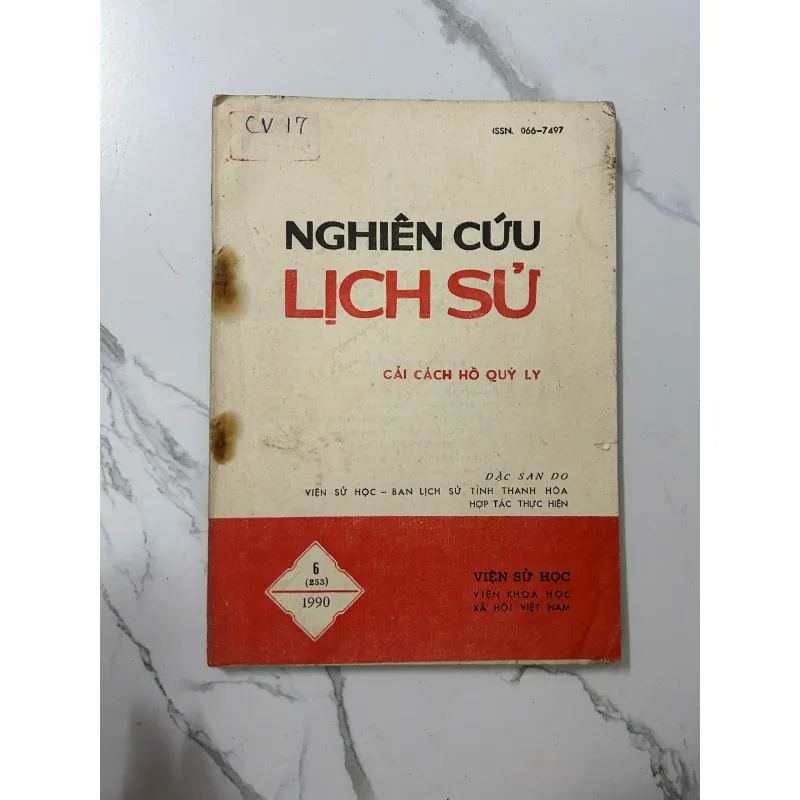 CV 17
ISSN. 066-7497
NGHIÊN CỨU
LỊCH SỬ
CẢI CÁCH HỒ QUÝ LY
ĐẶC SAN DO
VIỆN SỬ HỌC – BAN LỊCH SỬ TỈNH THANH HÓA
HỢP TÁC THỰC HIỆN
6
(253)
1990
VIỆN SỬ HỌC
VIỆN KHOA HỌC
XÃ HỘI VIỆT NAM